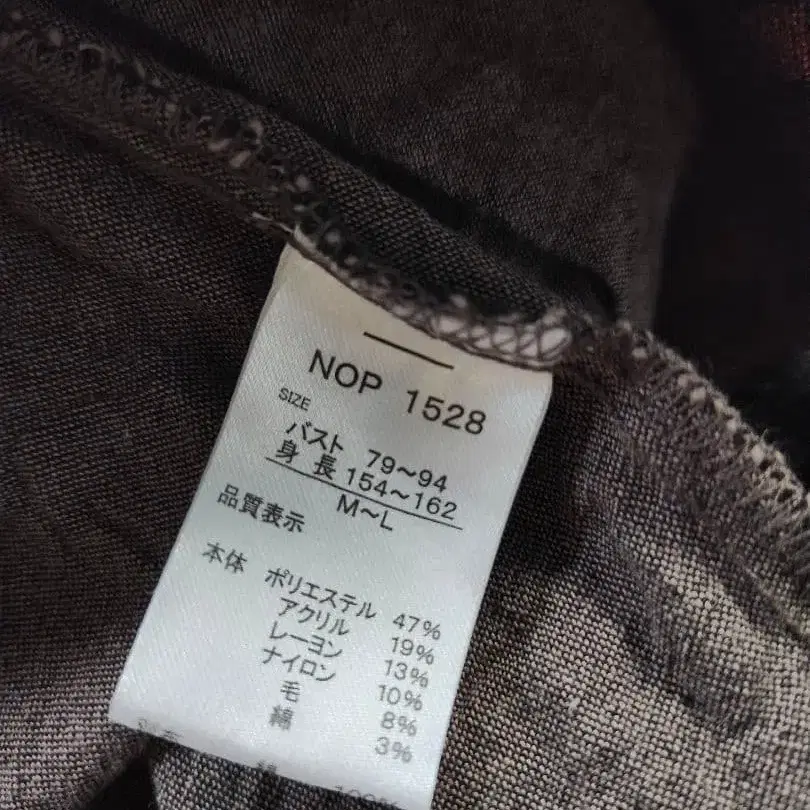 NOP 1528
SIZE
バスト 79～94
身長 154～162
M～L
品質表示
本体 ポリエステル 47%
アクリル 19%
レーヨン 13%
ナイロン 10%
毛 8%
綿 3%